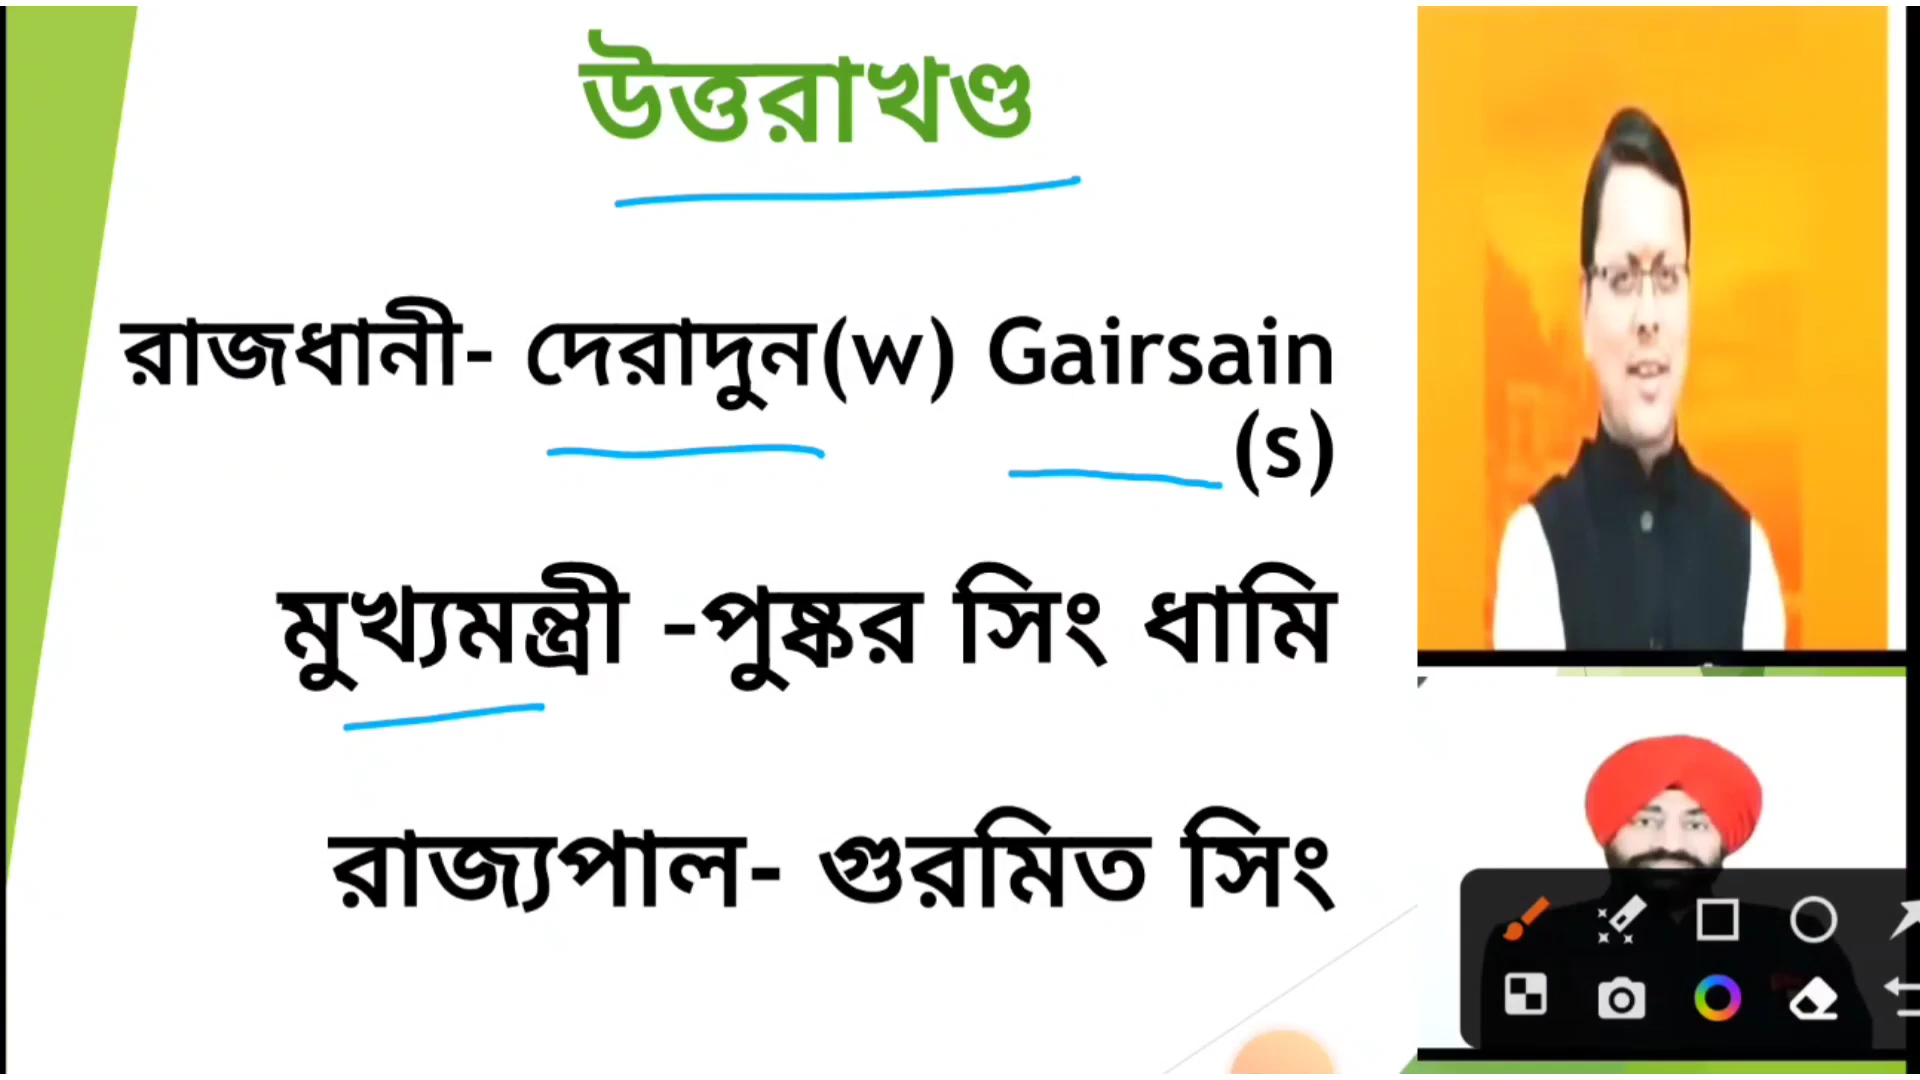 উত্তরাখণ্ড
রাজধানী- দেরাদুন(w) Gairsain
(s)
মুখ্যমন্ত্রী -পুষ্কর সিং ধামি
রাজ্যপাল- গুরমিত সিং